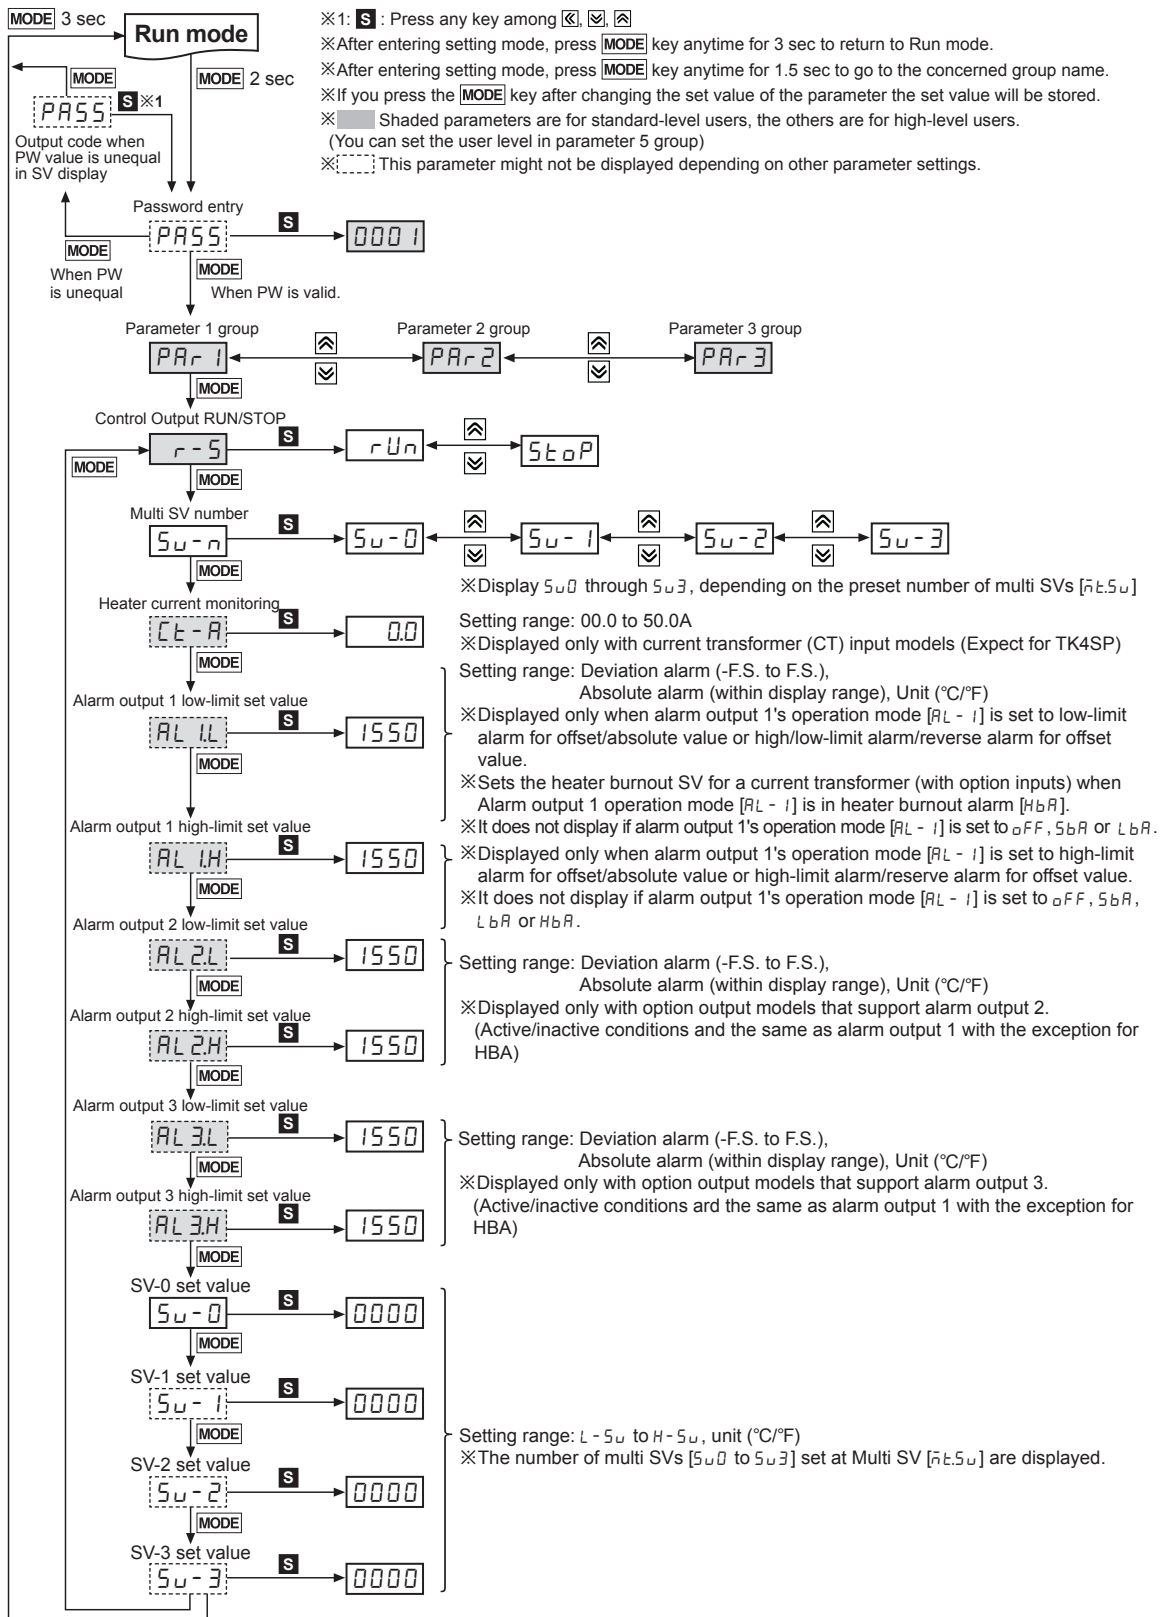 MODE 3 sec
Run mode
※1: S : Press any key among «, ︾, ︽
※After entering setting mode, press MODE key anytime for 3 sec to return to Run mode.
※After entering setting mode, press MODE key anytime for 1.5 sec to go to the concerned group name.
※If you press the MODE key after changing the set value of the parameter the set value will be stored.
※ Shaded parameters are for standard-level users, the others are for high-level users.
(You can set the user level in parameter 5 group)
※ This parameter might not be displayed depending on other parameter settings.
MODE
MODE 2 sec
PASS
S ※1
Output code when
PW value is unequal
in SV display
Password entry
PASS
S
0001
MODE
When PW
is unequal
MODE
When PW is valid.
Parameter 1 group
Parameter 2 group
Parameter 3 group
PAr1
PAr2
PAr3
MODE
Control Output RUN/STOP
r-S
S
rUn
StoP
MODE
MODE
Multi SV number
Sv-n
S
Sv-0
Sv-1
Sv-2
Sv-3
MODE
※Display Sv0 through Sv3, depending on the preset number of multi SVs [mt.Sv]
Heater current monitoring
Ct-A
S
0.0
MODE
Setting range: 00.0 to 50.0A
※Displayed only with current transformer (CT) input models (Expect for TK4SP)
Alarm output 1 low-limit set value
AL1.L
S
1550
MODE
Setting range: Deviation alarm (-F.S. to F.S.),
Absolute alarm (within display range), Unit (℃/℉)
※Displayed only when alarm output 1's operation mode [AL-1] is set to low-limit
alarm for offset/absolute value or high/low-limit alarm/reverse alarm for offset
value.
※Sets the heater burnout SV for a current transformer (with option inputs) when
Alarm output 1 operation mode [AL-1] is in heater burnout alarm [HbA].
※It does not display if alarm output 1's operation mode [AL-1] is set to oFF, SbA or LbA.
Alarm output 1 high-limit set value
AL1.H
S
1550
MODE
※Displayed only when alarm output 1's operation mode [AL-1] is set to high-limit
alarm for offset/absolute value or high-limit alarm/reserve alarm for offset value.
※It does not display if alarm output 1's operation mode [AL-1] is set to oFF, SbA,
LbA or HbA.
Alarm output 2 low-limit set value
AL2.L
S
1550
MODE
Alarm output 2 high-limit set value
AL2.H
S
1550
MODE
Setting range: Deviation alarm (-F.S. to F.S.),
Absolute alarm (within display range), Unit (℃/℉)
※Displayed only with option output models that support alarm output 2.
(Active/inactive conditions and the same as alarm output 1 with the exception for
HBA)
Alarm output 3 low-limit set value
AL3.L
S
1550
MODE
Alarm output 3 high-limit set value
AL3.H
S
1550
MODE
Setting range: Deviation alarm (-F.S. to F.S.),
Absolute alarm (within display range), Unit (℃/℉)
※Displayed only with option output models that support alarm output 3.
(Active/inactive conditions ard the same as alarm output 1 with the exception for
HBA)
SV-0 set value
Sv-0
S
0000
MODE
SV-1 set value
Sv-1
S
0000
MODE
SV-2 set value
Sv-2
S
0000
MODE
SV-3 set value
Sv-3
S
0000
Setting range: L-Sv to H-Sv, unit (℃/℉)
※The number of multi SVs [Sv0 to Sv3] set at Multi SV [mt.Sv] are displayed.